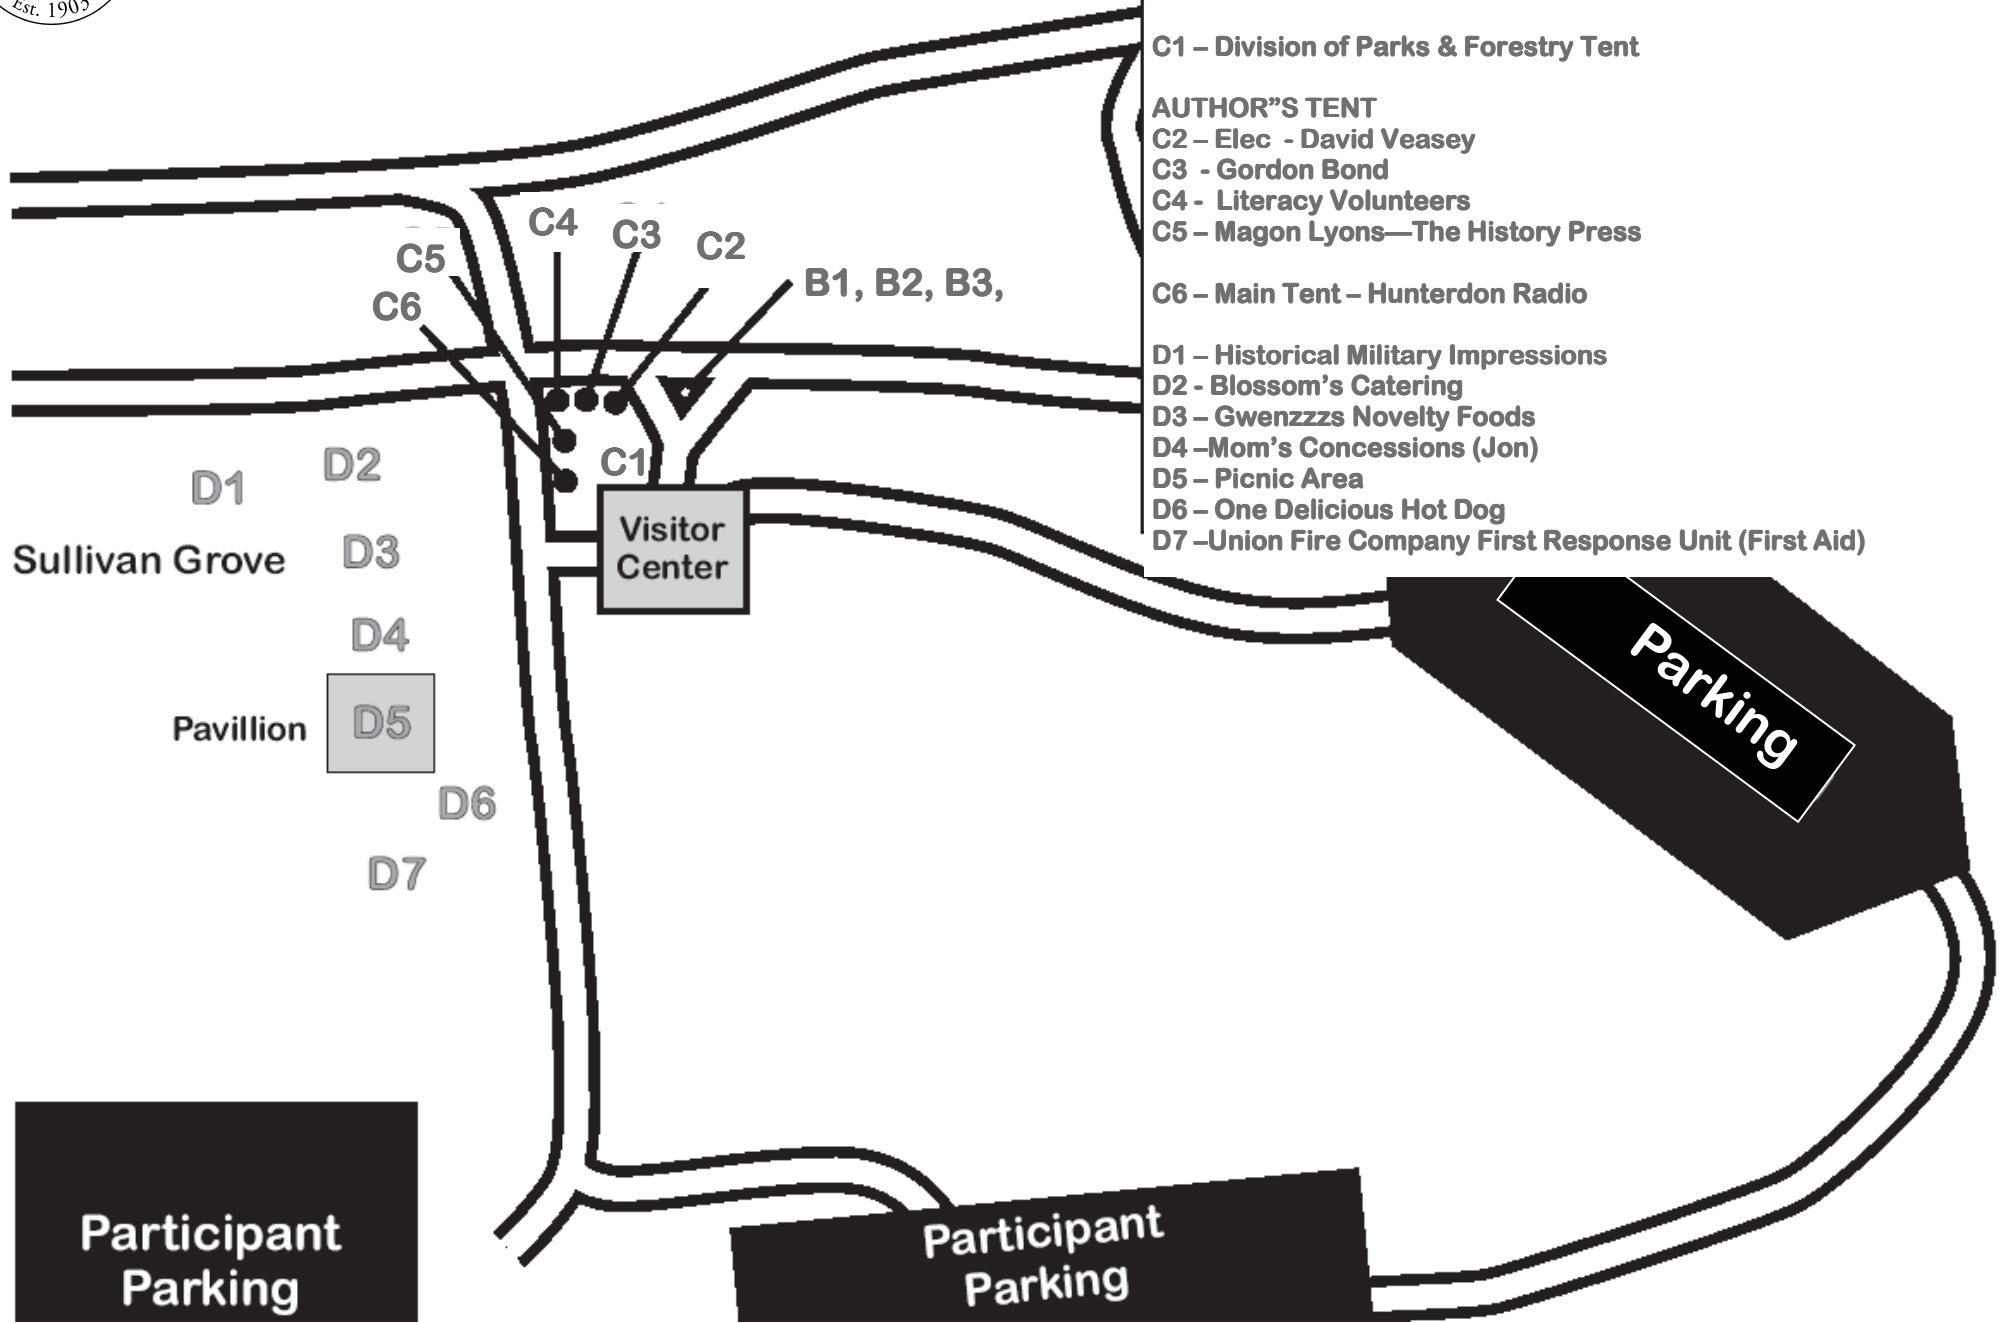 Est. 1905
C1 – Division of Parks & Forestry Tent
AUTHOR”S TENT
C2 – Elec  - David Veasey
C3  - Gordon Bond
C4 -  Literacy Volunteers
C5 – Magon Lyons—The History Press
C6 – Main Tent – Hunterdon Radio
D1 – Historical Military Impressions
D2 - Blossom’s Catering
D3 – Gwenzzzs Novelty Foods
D4 –Mom’s Concessions (Jon)
D5 – Picnic Area
D6 – One Delicious Hot Dog
D7 –Union Fire Company First Response Unit (First Aid)
C4
C3
C2
C5
B1, B2, B3,
C6
D2
C1
D1
Visitor
Center
D3
Sullivan Grove
D4
Parking
D5
Pavillion
D6
D7
Participant
Parking
Participant
Parking